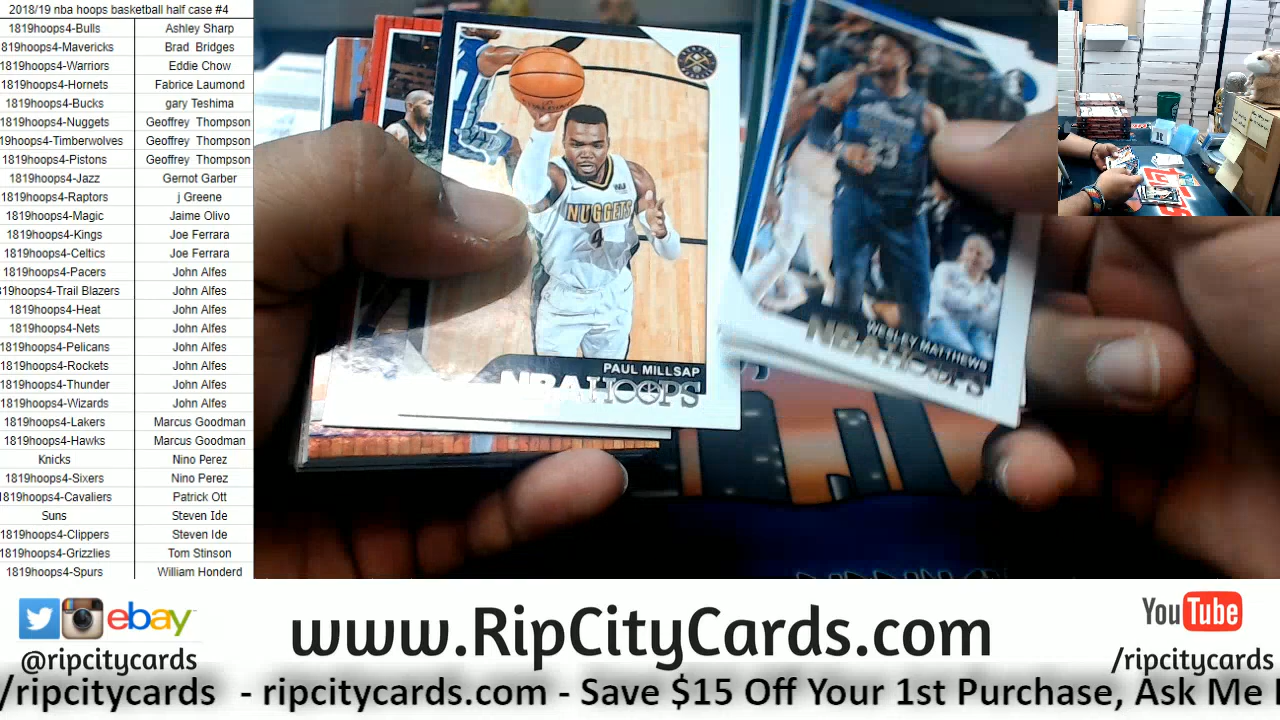 2018/19 nba hoops basketball half case #4
1819hoops4-Bulls Ashley Sharp
819hoops4-Mavericks Brad Bridges
1819hoops4-Warriors Eddie Chow
1819hoops4-Hornets Fabrice Laumond
1819hoops4-Bucks gary Teshima
1819hoops4-Nuggets Geoffrey Thompson
19hoops4-Timberwolves Geoffrey Thompson
1819hoops4-Pistons Geoffrey Thompson
1819hoops4-Jazz Gernot Garber
1819hoops4-Raptors j Greene
1819hoops4-Magic Jaime Olivo
1819hoops4-Kings Joe Ferrara
1819hoops4-Celtics Joe Ferrara
1819hoops4-Pacers John Alfes
19hoops4-Trail Blazers John Alfes
1819hoops4-Heat John Alfes
1819hoops4-Nets John Alfes
1819hoops4-Pelicans John Alfes
1819hoops4-Rockets John Alfes
1819hoops4-Thunder John Alfes
1819hoops4-Wizards John Alfes
1819hoops4-Lakers Marcus Goodman
1819hoops4-Hawks Marcus Goodman
Knicks Nino Perez
1819hoops4-Sixers Nino Perez
1819hoops4-Cavaliers Patrick Ott
Suns Steven Ide
1819hoops4-Clippers Steven Ide
1819hoops4-Grizzlies Tom Stinson
1819hoops4-Spurs William Honderd
NUGGETS
4
PAUL MILLSAP
NBA HOOPS
23
WESLEY MATTHEWS
NBA HOOPS
ebay
@ripcitycards
www.RipCityCards.com
YouTube
/ripcitycards
/ripcitycards - ripcitycards.com - Save $15 Off Your 1st Purchase, Ask Me